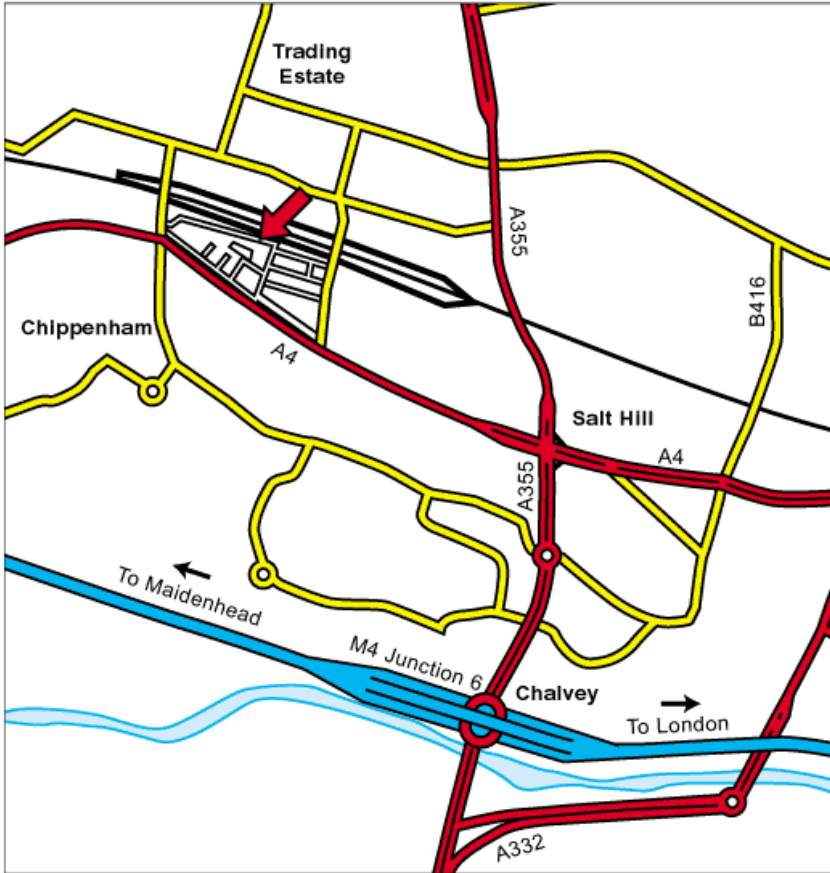 Trading
Estate
A355
B416
Chippenham
A4
Salt Hill
A4
A355
To Maidenhead
M4 Junction 6
Chalvey
To London
A332